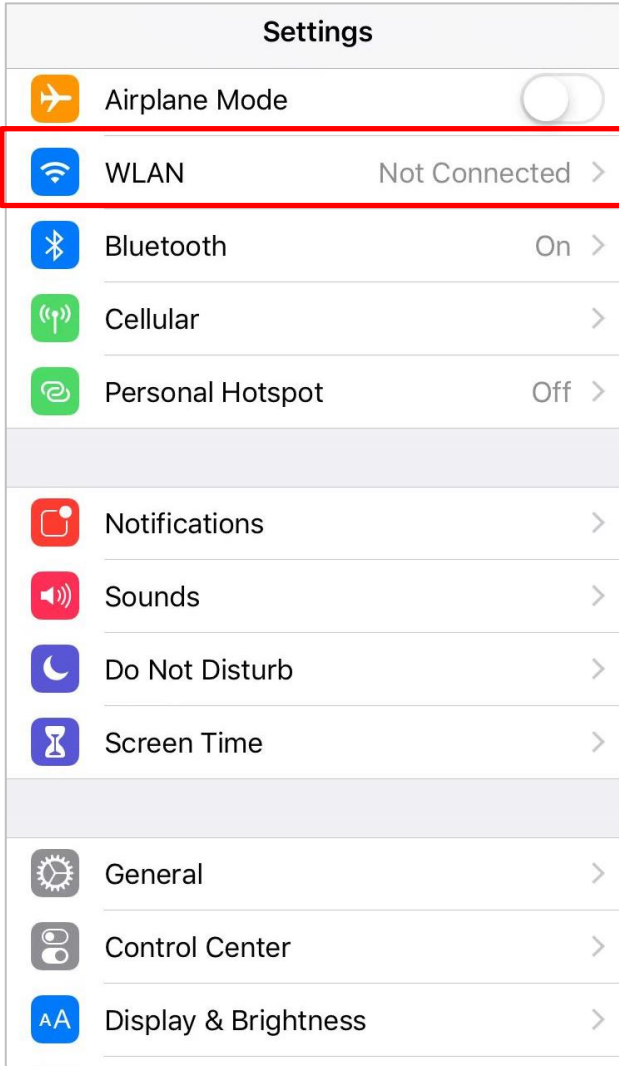 Settings
Airplane Mode
WLAN Not Connected
Bluetooth On
Cellular
Personal Hotspot Off
Notifications
Sounds
Do Not Disturb
Screen Time
General
Control Center
AA Display & Brightness